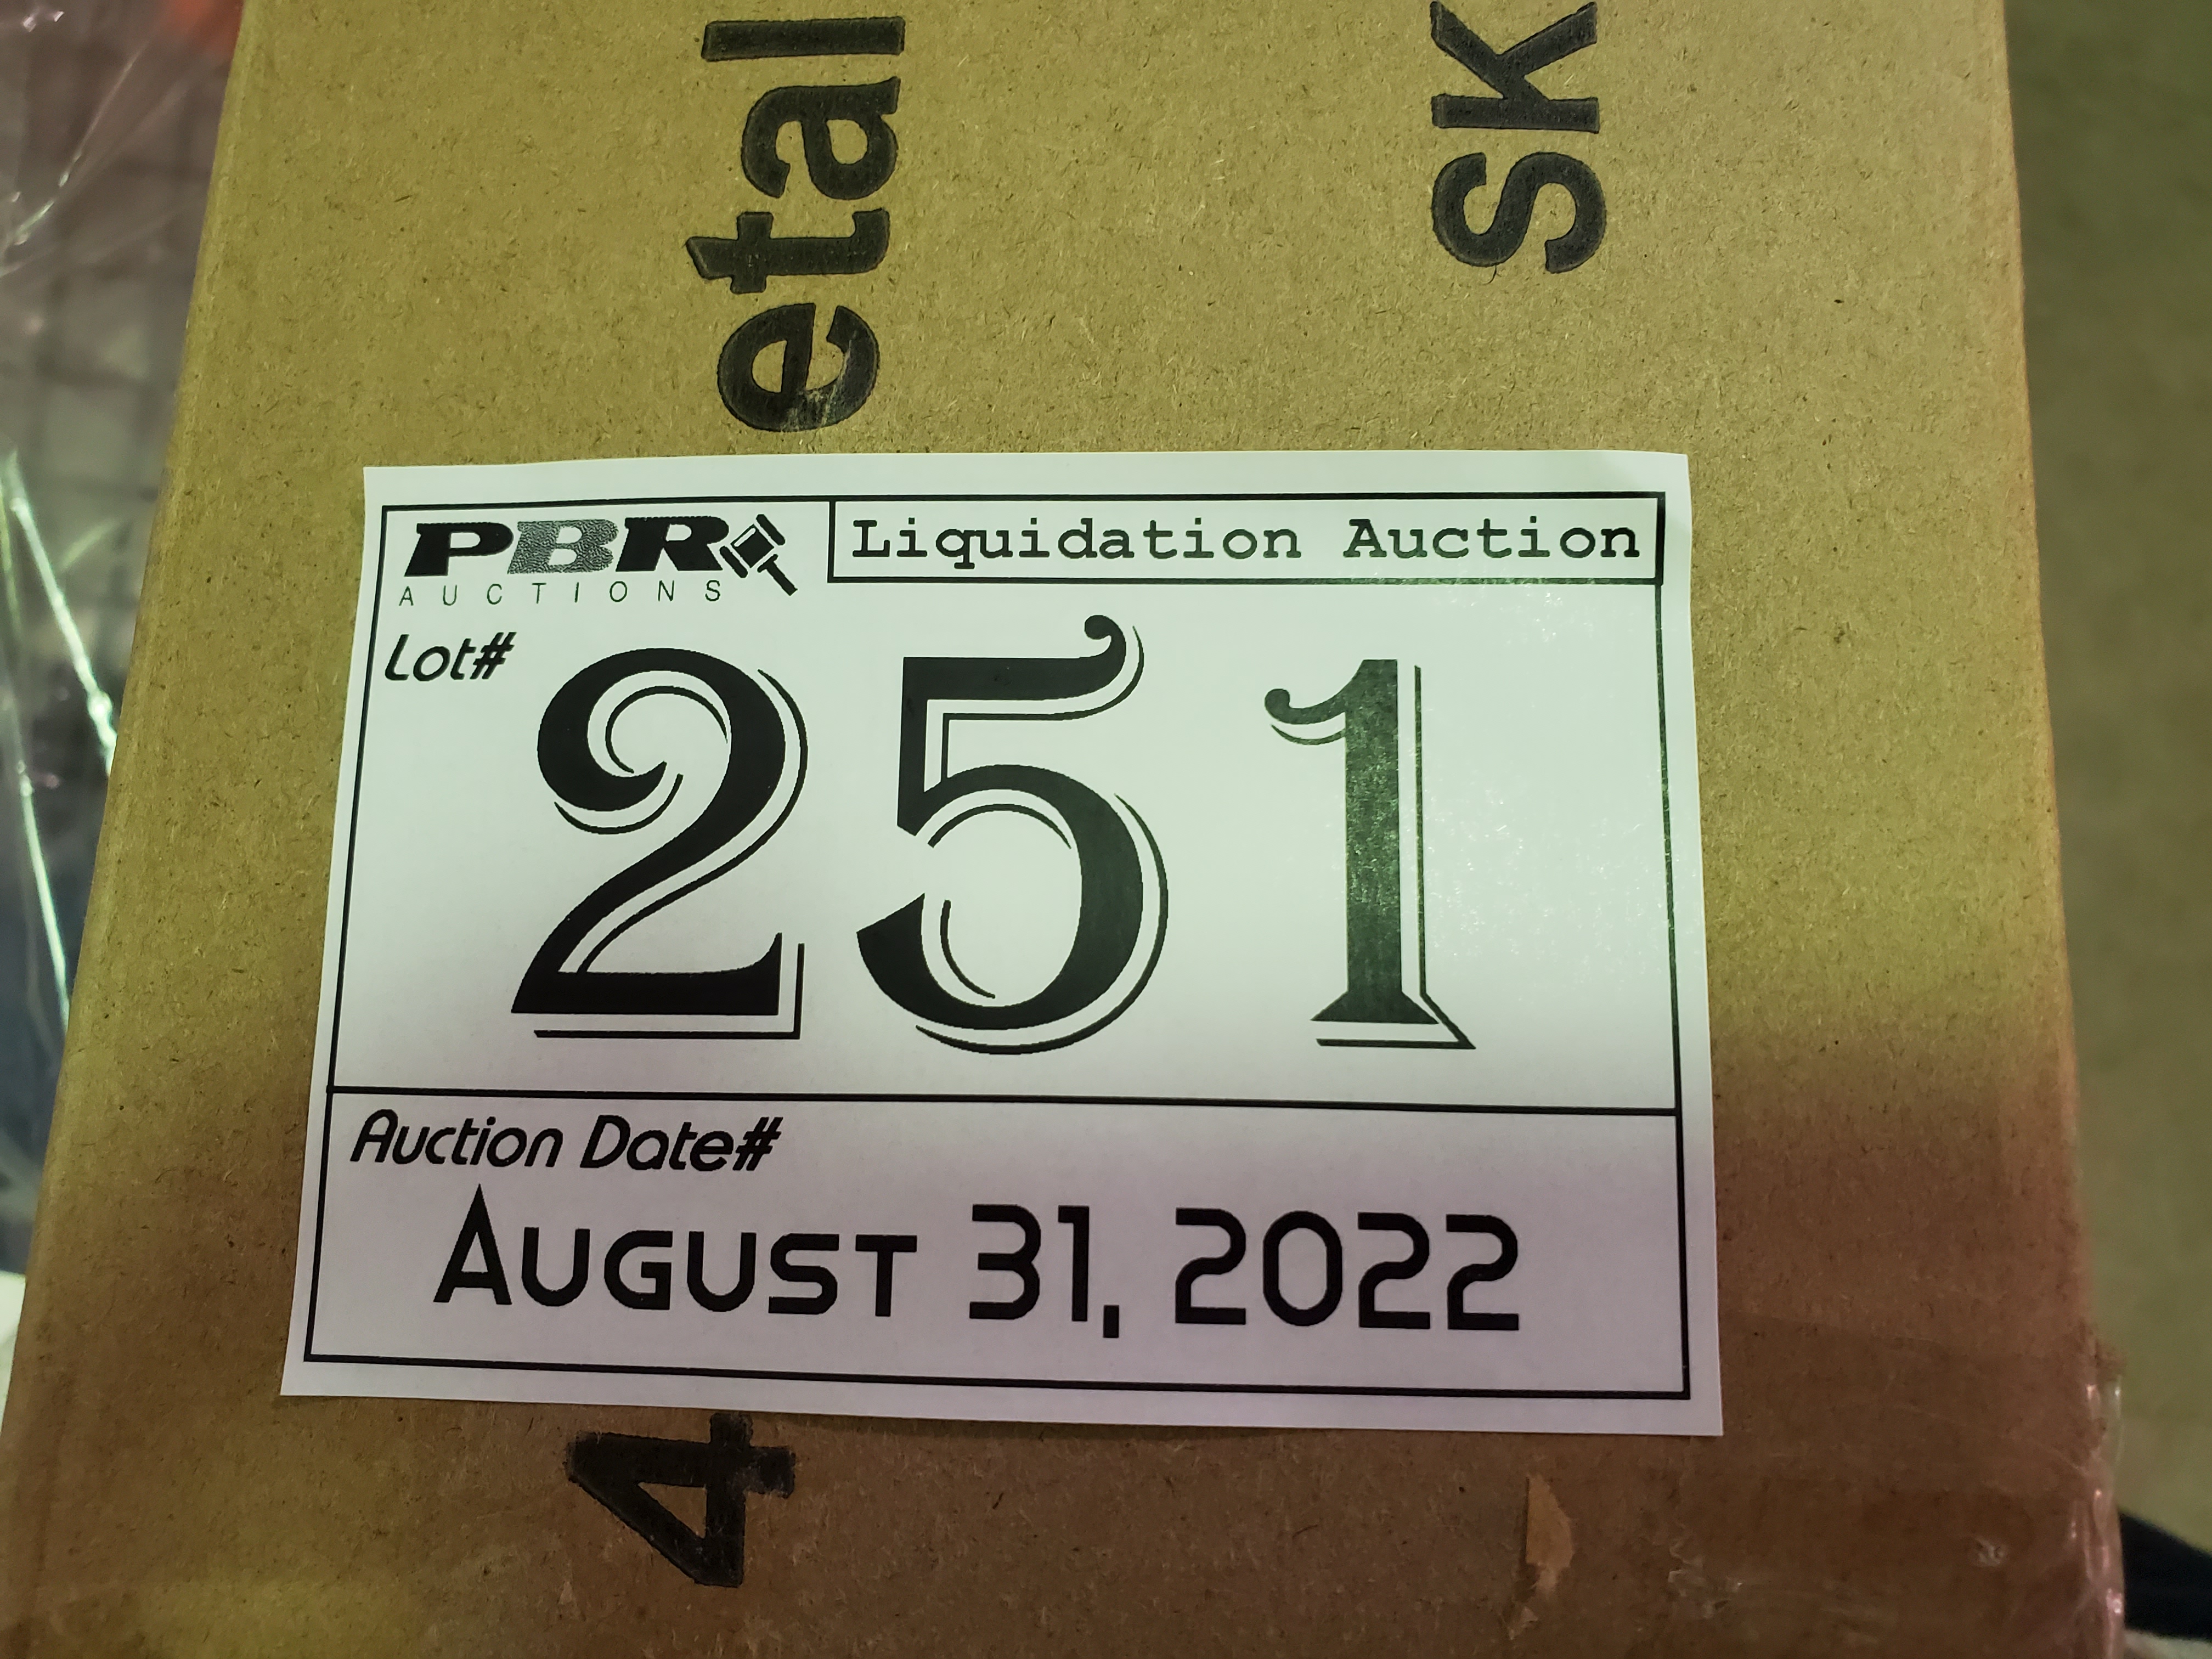 etal
SK
PBR
AUCTIONS
Liquidation Auction
Lot#
251
Auction Date#
AUGUST 31, 2022
4